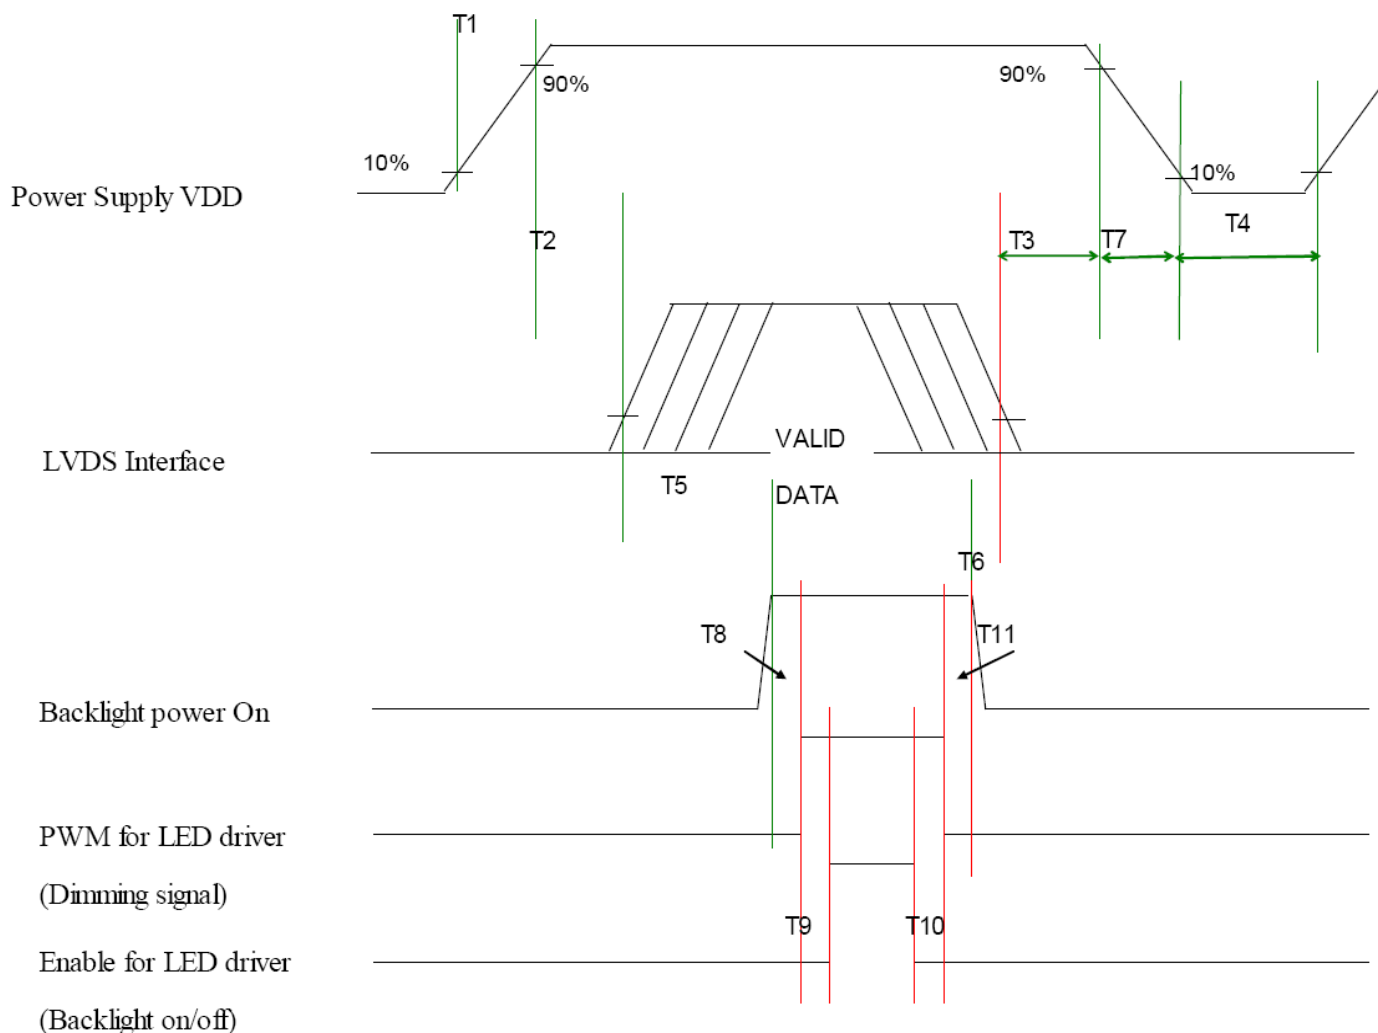 T1
90%
90%
10%
10%
Power Supply VDD
T2
T3
T7
T4
VALID
LVDS Interface
T5
DATA
T6
T8
T11
Backlight power On
PWM for LED driver
(Dimming signal)
T9
T10
Enable for LED driver
(Backlight on/off)